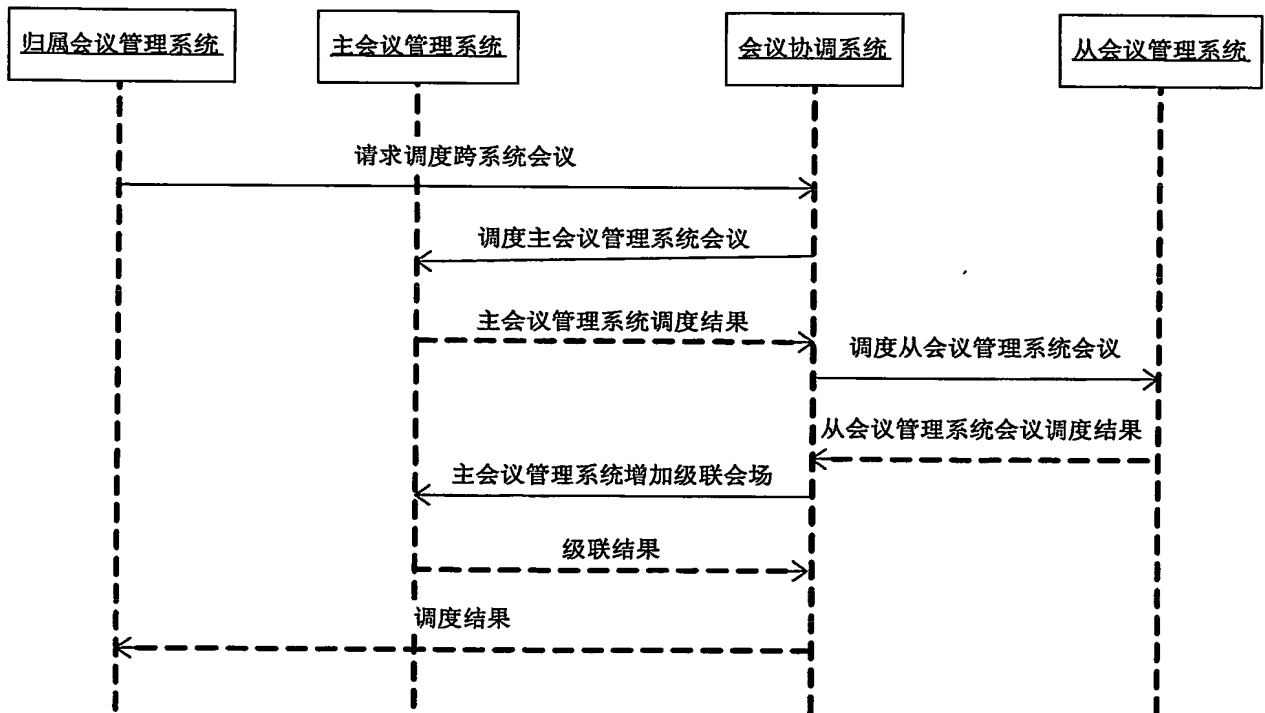 归属会议管理系统
主会议管理系统
会议协调系统
从会议管理系统
请求调度跨系统会议
调度主会议管理系统会议
主会议管理系统调度结果
调度从会议管理系统会议
从会议管理系统会议调度结果
主会议管理系统增加级联会场
级联结果
调度结果